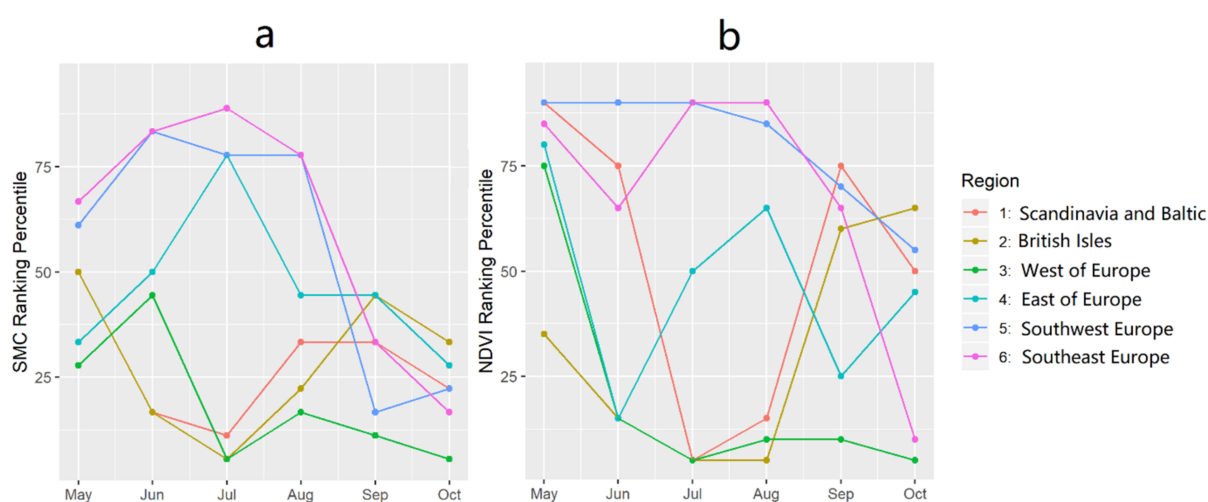 a
SMC Ranking Percentile
75
50
25
May Jun Jul Aug Sep Oct
b
NDVI Ranking Percentile
75
50
25
May Jun Jul Aug Sep Oct
Region
1: Scandinavia and Baltic
2: British Isles
3: West of Europe
4: East of Europe
5: Southwest Europe
6: Southeast Europe